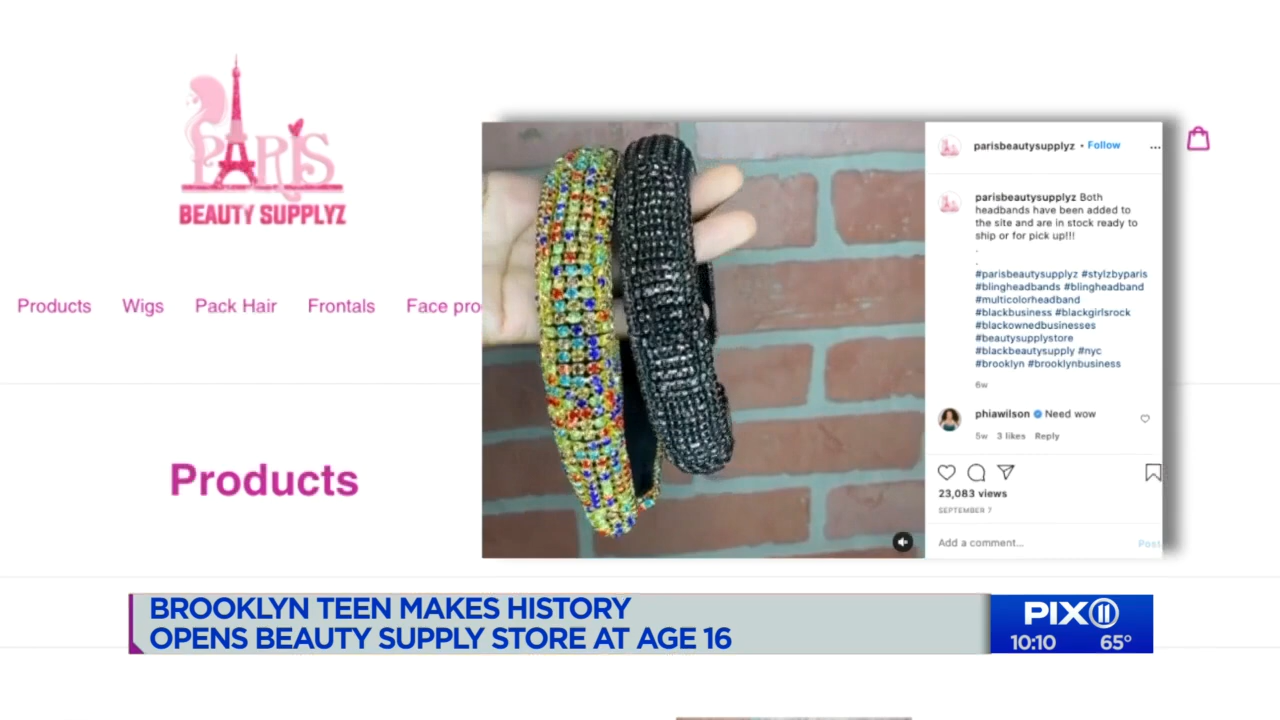 PARIS
BEAUTY SUPPLYZ
Products Wigs Pack Hair Frontals Face pro
Products
parisbeautysupplyz • Follow ...
parisbeautysupplyz Both
headbands have been added to
the site and are in stock ready to
ship or for pick up!!!
.
.
#parisbeautysupplyz #stylzbyparis
#blingheadbands #blingheadband
#multicolorheadband
#blackbusiness #blackgirlsrock
#blackownedbusinesses
#beautysupplystore
#blackbeautysupply #nyc
#brooklyn #brooklynbusiness
6w
phiawilson Need wow
5w 3 likes Reply
23,083 views
SEPTEMBER 7
Add a comment... Post
BROOKLYN TEEN MAKES HISTORY
OPENS BEAUTY SUPPLY STORE AT AGE 16
PIX11
10:10 65°